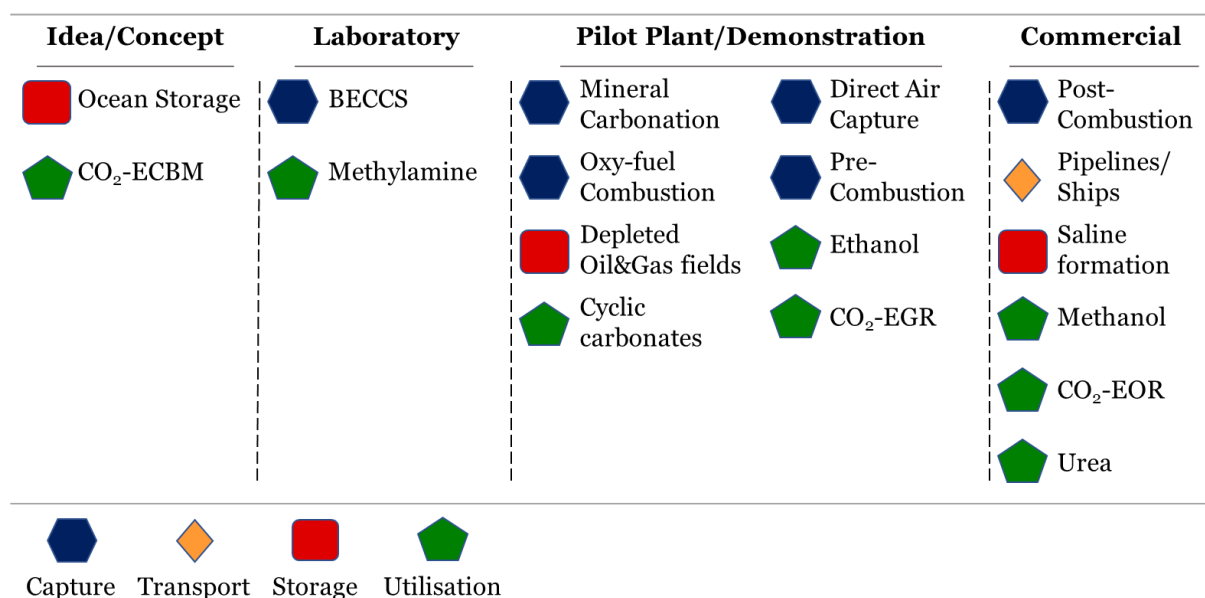 Idea/Concept
Ocean Storage
CO₂-ECBM
Laboratory
BECCS
Methylamine
Pilot Plant/Demonstration
Mineral
Carbonation
Oxy-fuel
Combustion
Depleted
Oil&Gas fields
Cyclic
carbonates
Direct Air
Capture
Pre-
Combustion
Ethanol
CO₂-EGR
Commercial
Post-
Combustion
Pipelines/
Ships
Saline
formation
Methanol
CO₂-EOR
Urea
Capture
Transport
Storage
Utilisation